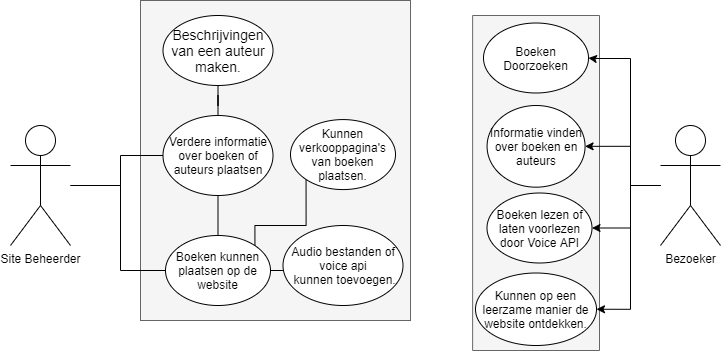 Beschrijvingen
van een auteur
maken.
Verdere informatie
over boeken of
auteurs plaatsen
Kunnen
verkooppagina's
van boeken
plaatsen.
Boeken kunnen
plaatsen op de
website
Audio bestanden of
voice api
kunnen toevoegen.
Site Beheerder
Boeken
Doorzoeken
Informatie vinden
over boeken en
auteurs
Boeken lezen of
laten voorlezen
door Voice API
Kunnen op een
leerzame manier de
website ontdekken.
Bezoeker